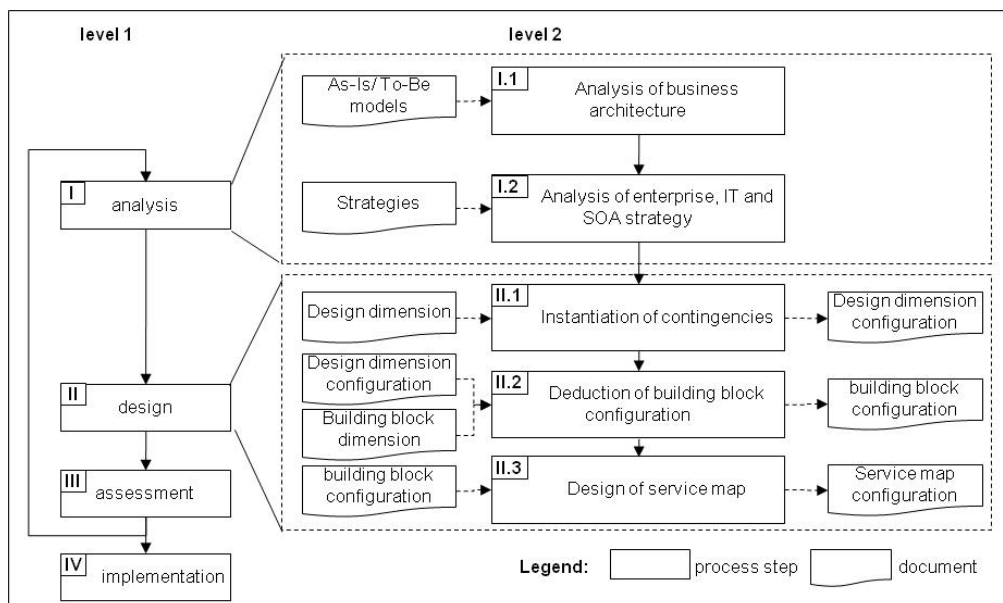 level 1
level 2
I
analysis
II
design
III
assessment
IV
implementation
As-Is/ To-Be
models
I.1
Analysis of business
architecture
Strategies
I.2
Analysis of enterprise, IT and
SOA strategy
Design dimension
II.1
Instantiation of contingencies
Design dimension
configuration
Design dimension
configuration
Building block
dimension
II.2
Deduction of building block
configuration
building block
configuration
building block
configuration
II.3
Design of service map
Service map
configuration
Legend:
process step
document